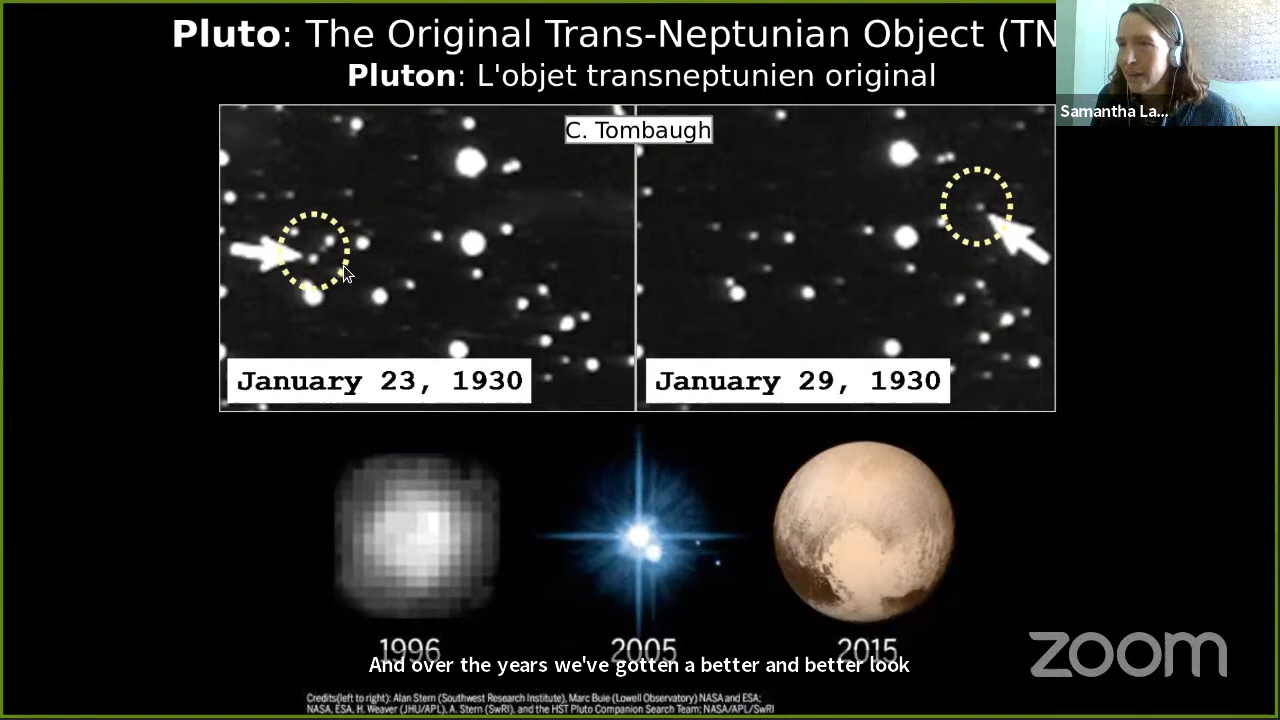 Pluto: The Original Trans-Neptunian Object (TN
Pluton: L'objet transneptunien original
Samantha La...
C. Tombaugh
January 23, 1930
January 29, 1930
1996
2005
2015
And over the years we've gotten a better and better look
zoom
Credits(left to right): Alan Stern (Southwest Research Institute), Marc Buie (Lowell Observatory) NASA and ESA;
NASA, ESA, H. Weaver (JHU/APL), A. Stern (SwRI), and the HST Pluto Companion Search Team; NASA/APL/SwRI